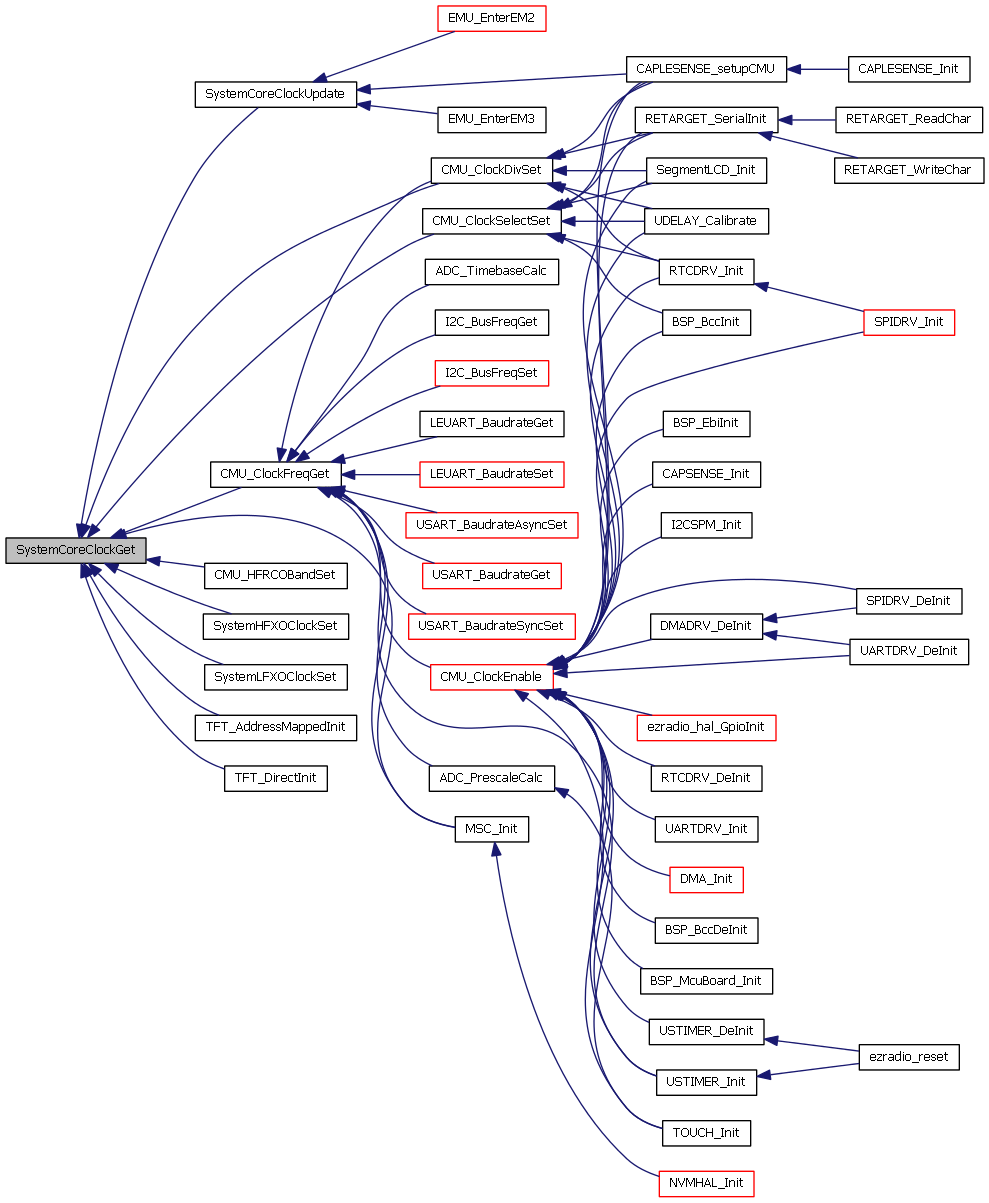 EMU_EnterEM2
CAPLESENSE_setupCMU
CAPLESENSE_Init
SystemCoreClockUpdate
EMU_EnterEM3
RETARGET_SerialInit
RETARGET_ReadChar
CMU_ClockDivSet
SegmentLCD_Init
RETARGET_WriteChar
CMU_ClockSelectSet
UDELAY_Calibrate
ADC_TimebaseCalc
RTCDRV_Init
I2C_BusFreqGet
BSP_BccInit
SPIDRV_Init
I2C_BusFreqSet
LEUART_BaudrateGet
BSP_EbiInit
CMU_ClockFreqGet
LEUART_BaudrateSet
CAPSENSE_Init
USART_BaudrateAsyncSet
I2CSPM_Init
SystemCoreClockGet
CMU_HFRCOBandSet
USART_BaudrateGet
SPIDRV_DeInit
SystemHFXOClockSet
USART_BaudrateSyncSet
DMADRV_DeInit
UARTDRV_DeInit
SystemLFXOClockSet
CMU_ClockEnable
TFT_AddressMappedInit
ezradio_hal_GpioInit
TFT_DirectInit
ADC_PrescaleCalc
RTCDRV_DeInit
MSC_Init
UARTDRV_Init
DMA_Init
BSP_BccDeInit
BSP_McuBoard_Init
USTIMER_DeInit
ezradio_reset
USTIMER_Init
TOUCH_Init
NVMHAL_Init